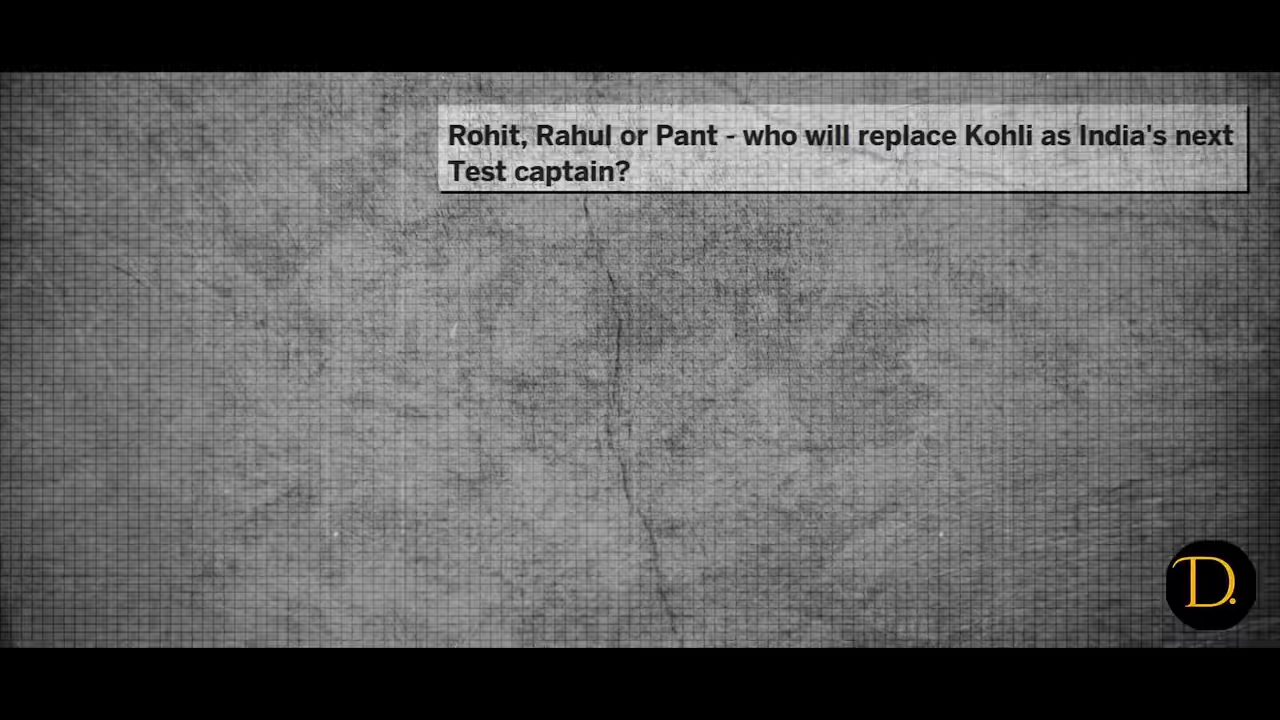 Rohit, Rahul or Pant - who will replace Kohli as India's next
Test captain?
D.